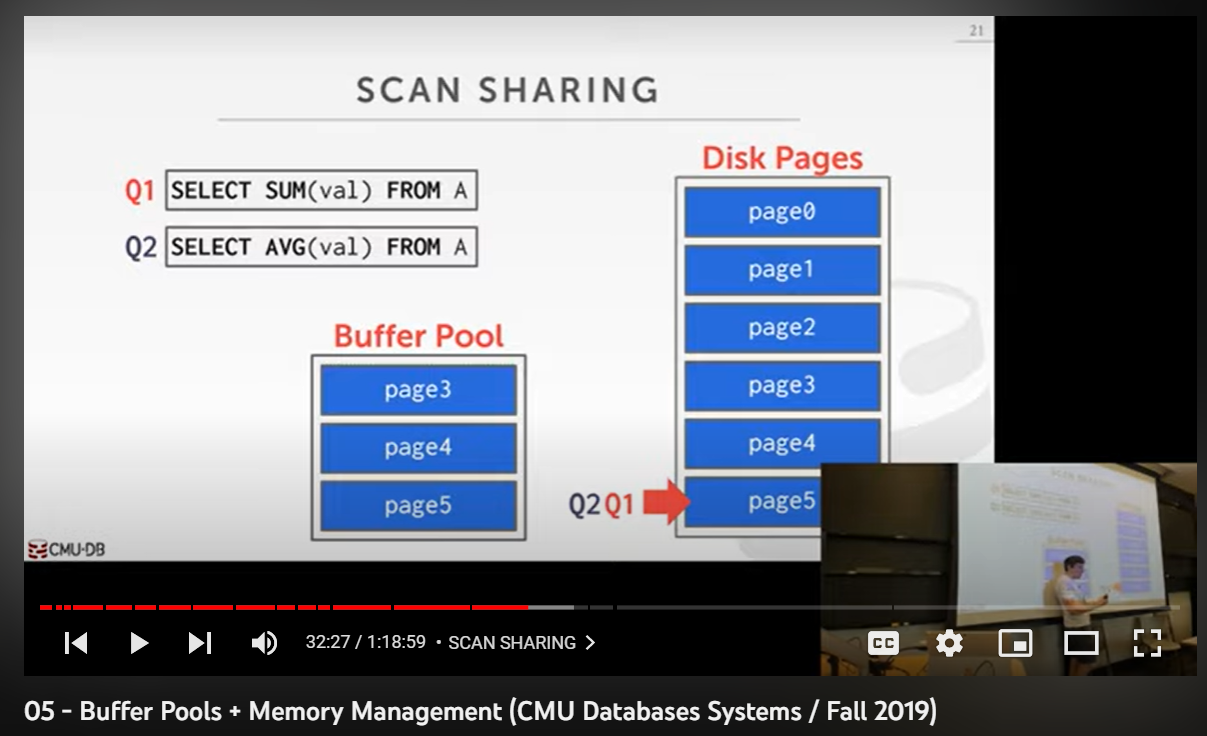 21
SCAN SHARING
Q1 SELECT SUM(val) FROM A
Q2 SELECT AVG(val) FROM A
Disk Pages
page0
page1
page2
page3
page4
page5
Buffer Pool
page3
page4
page5
Q2 Q1
CMU·DB
SCAN SHARING
32:27 / 1:18:59 • SCAN SHARING
CC
05 - Buffer Pools + Memory Management (CMU Databases Systems / Fall 2019)